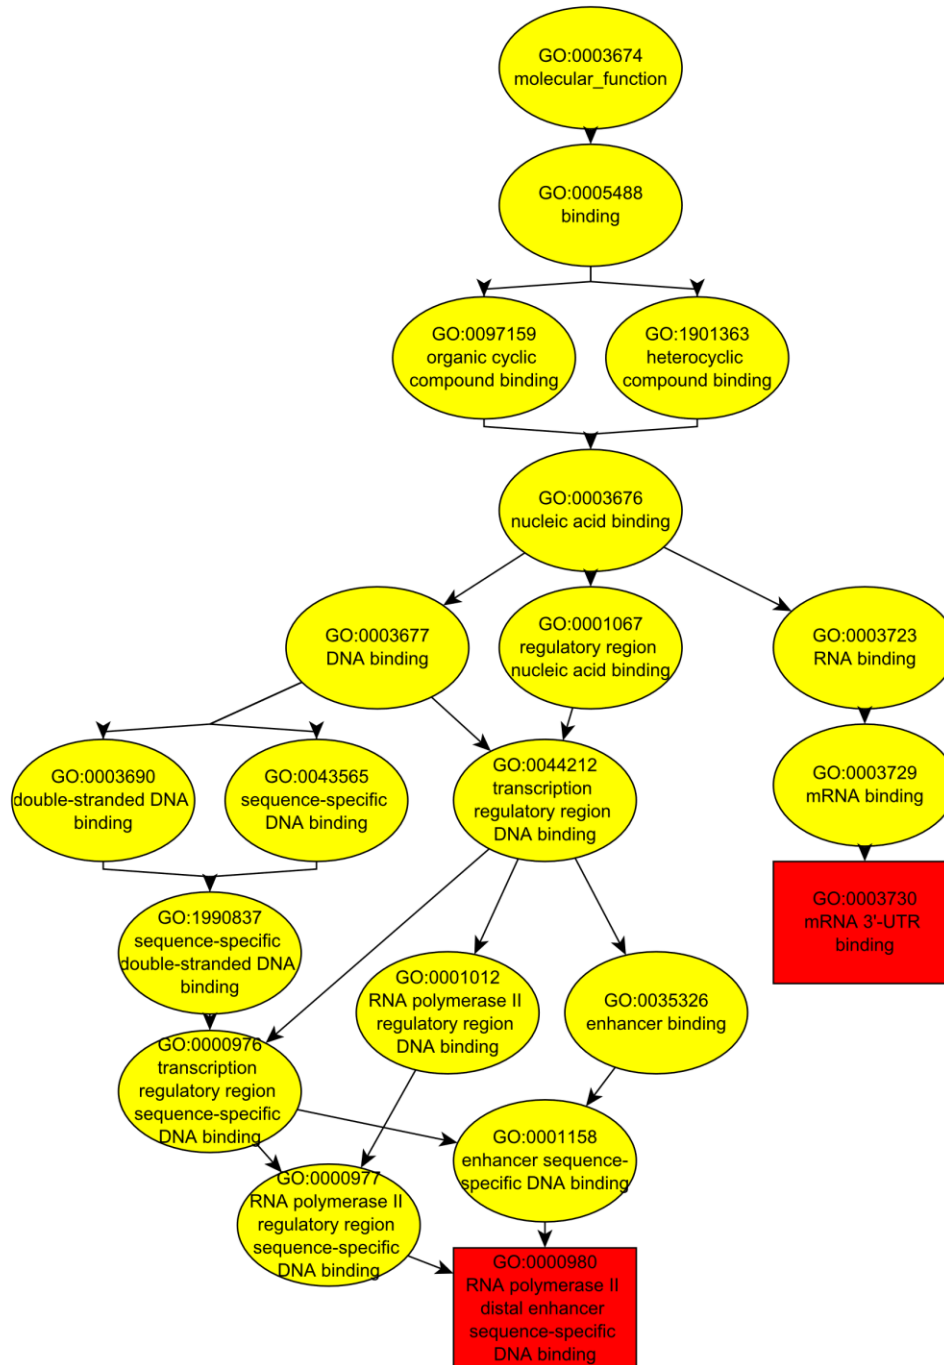 GO:0003674
molecular_function
GO:0005488
binding
GO:0097159
organic cyclic
compound binding
GO:1901363
heterocyclic
compound binding
GO:0003676
nucleic acid binding
GO:0003677
DNA binding
GO:0001067
regulatory region
nucleic acid binding
GO:0003723
RNA binding
GO:0003690
double-stranded DNA
binding
GO:0043565
sequence-specific
DNA binding
GO:0044212
transcription
regulatory region
DNA binding
GO:0003729
mRNA binding
GO:0003730
mRNA 3'-UTR
binding
GO:1990837
sequence-specific
double-stranded DNA
binding
GO:0001012
RNA polymerase II
regulatory region
DNA binding
GO:0035326
enhancer binding
GO:0000976
transcription
regulatory region
sequence-specific
DNA binding
GO:0001158
enhancer sequence-
specific DNA binding
GO:0000977
RNA polymerase II
regulatory region
sequence-specific
DNA binding
GO:0000980
RNA polymerase II
distal enhancer
sequence-specific
DNA binding